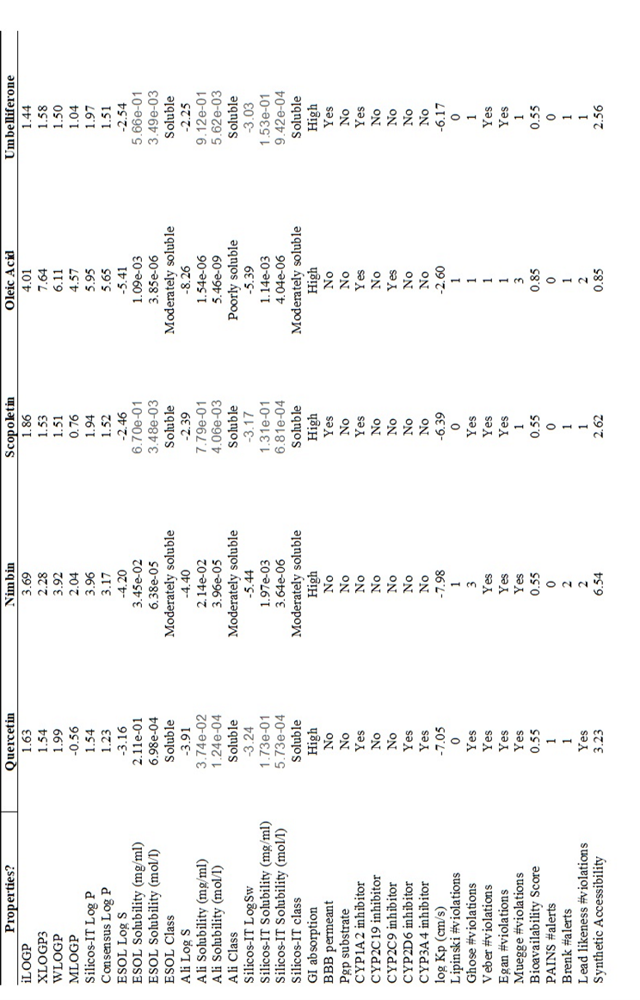 Properties? Quercetin Nimbin Scopoletin Oleic Acid Umbelliferone
iLOGP 1.63 3.69 1.86 4.01 1.44
XLOGP3 1.54 2.28 1.53 7.64 1.58
WLOGP 1.99 3.92 1.51 6.11 1.50
MLOGP -0.56 2.04 0.76 4.57 1.04
Silicos-IT Log P 1.54 3.96 1.94 5.95 1.97
Consensus Log P 1.23 3.17 1.52 5.65 1.51
ESOL Log S -3.16 -4.20 -2.46 -5.41 -2.54
ESOL Solubility (mg/ml) 2.11e-01 3.45e-02 6.70e-01 1.09e-03 5.66e-01
ESOL Solubility (mol/l) 6.98e-04 6.38e-05 3.48e-03 3.85e-06 3.49e-03
ESOL Class Soluble Moderately soluble Soluble Moderately soluble Soluble
Ali Log S -3.91 -4.40 -2.39 -8.26 -2.25
Ali Solubility (mg/ml) 3.74e-02 2.14e-02 7.79e-01 1.54e-06 9.12e-01
Ali Solubility (mol/l) 1.24e-04 3.96e-05 4.06e-03 5.46e-09 5.62e-03
Ali Class Soluble Moderately soluble Soluble Poorly soluble Soluble
Silicos-IT LogSw -3.24 -5.44 -3.17 -5.39 -3.03
Silicos-IT Solubility (mg/ml) 1.73e-01 1.97e-03 1.31e-01 1.14e-03 1.53e-01
Silicos-IT Solubility (mol/l) 5.73e-04 3.64e-06 6.81e-04 4.04e-06 9.42e-04
Silicos-IT class Soluble Moderately soluble Soluble Moderately soluble Soluble
GI absorption High High High High High
BBB permeant No No Yes No Yes
Pgp substrate No No No No No
CYP1A2 inhibitor Yes No Yes Yes Yes
CYP2C19 inhibitor No No No No No
CYP2C9 inhibitor No No No Yes No
CYP2D6 inhibitor Yes No No No No
CYP3A4 inhibitor Yes No No No No
log Kp (cm/s) -7.05 -7.98 -6.39 -2.60 -6.17
Lipinski #violations 0 1 0 1 0
Ghose #violations Yes 3 Yes 1 1
Veber #violations Yes Yes Yes 1 Yes
Egan #violations Yes Yes Yes 1 Yes
Muegge #violations Yes Yes 1 3 1
Bioavailability Score 0.55 0.55 0.55 0.85 0.55
PAINS #alerts 1 0 0 0 0
Brenk #alerts 1 2 1 1 1
Lead likeness #violations Yes 2 1 2 1
Synthetic Accessibility 3.23 6.54 2.62 0.85 2.56